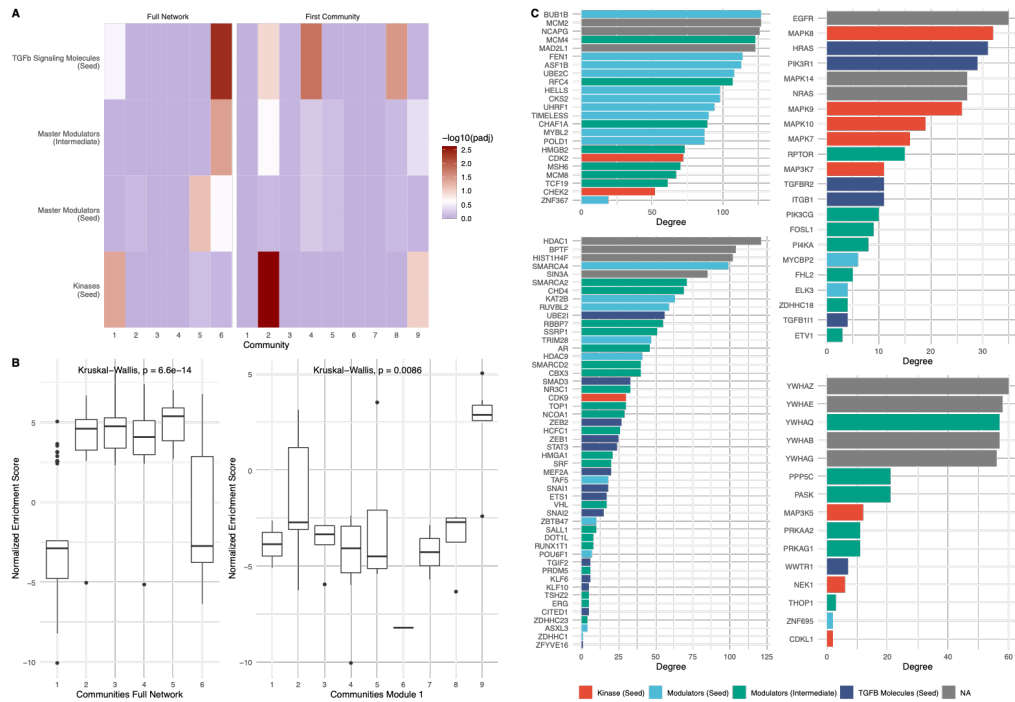 A
Full Network
First Community
TGFb Signaling Molecules
(Seed)
Master Modulators
(Intermediate)
Master Modulators
(Seed)
Kinases
(Seed)
1 2 3 4 5 6 1 2 3 4 5 6 7 8 9
Community
−log10(padj)
2.5
2.0
1.5
1.0
0.5
0.0
B
Kruskal-Wallis, p = 6.6e-14
Normalized Enrichment Score
5
0
−5
−10
1 2 3 4 5 6
Communities Full Network
Kruskal-Wallis, p = 0.0086
Normalized Enrichment Score
5
0
−5
−10
1 2 3 4 5 6 7 8 9
Communities Module 1
C
BUB1B
MCM2
NCAPG
MCM4
MAD2L1
FEN1
ASF1B
UBE2C
RFC4
HELLS
CKS2
UHRF1
TIMELESS
CHAF1A
MYBL2
POLD1
HMGB2
CDK2
MSH6
MCM8
TCF19
CHEK2
ZNF367
0 50 100
Degree
EGFR
MAPK8
HRAS
PIK3R1
MAPK14
NRAS
MAPK9
MAPK10
MAPK7
RPTOR
MAP3K7
TGFBR2
ITGB1
PIK3CG
FOSL1
PI4KA
MYCBP2
FHL2
ELK3
ZDHHC18
TGFB1I1
ETV1
0 10 20 30
Degree
HDAC1
BPTF
HIST1H4F
SMARCA4
SIN3A
SMARCA2
CHD4
KAT2B
RUVBL2
UBE2I
RBBP7
SSRP1
TRIM28
AR
HDAC9
SMARCD2
CBX3
SMAD3
NR3C1
CDK9
TOP1
NCOA1
ZEB2
HCFC1
ZEB1
STAT3
HMGA1
SRF
MEF2A
TAF5
SNAI1
ETS1
VHL
SNAI2
ZBTB47
SALL1
DOT1L
RUNX1T1
POU6F1
TGIF2
PRDM5
KLF6
KLF10
TSHZ2
ERG
CITED1
ZDHHC23
ASXL3
ZDHHC1
ZFYVE16
0 25 50 75 100 125
Degree
YWHAZ
YWHAE
YWHAQ
YWHAB
YWHAG
PPP5C
PASK
MAP3K5
PRKAA2
PRKAG1
WWTR1
NEK1
THOP1
ZNF695
CDKL1
0 20 40 60
Degree
Kinase (Seed) Modulators (Seed) Modulators (Intermediate) TGFB Molecules (Seed) NA